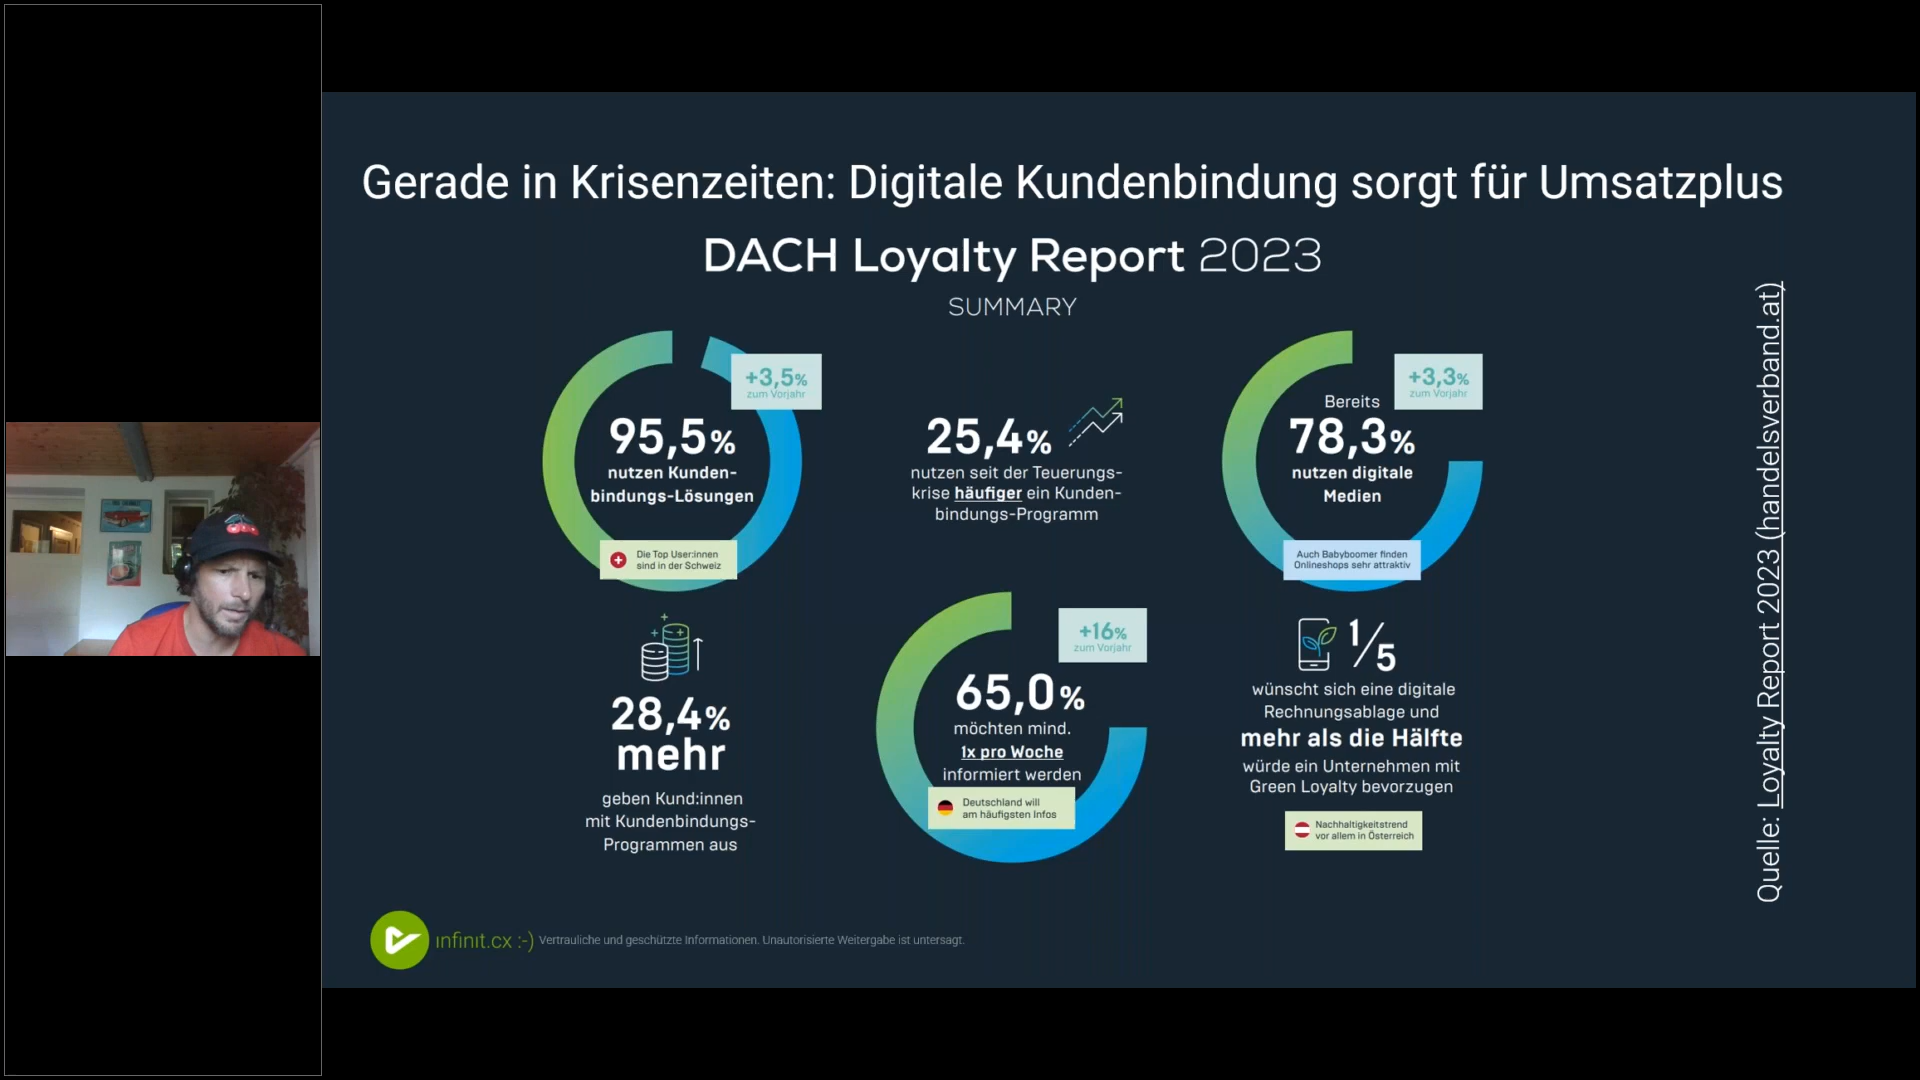 Gerade in Krisenzeiten: Digitale Kundenbindung sorgt für Umsatzplus
DACH Loyalty Report 2023
SUMMARY
+3,5%
zum Vorjahr
95,5%
nutzen Kunden-
bindungs-Lösungen
Die Top User:innen
sind in der Schweiz
25,4%
nutzen seit der Teuerungs-
krise häufiger ein Kunden-
bindungs-Programm
+3,3%
zum Vorjahr
Bereits
78,3%
nutzen digitale
Medien
Auch Babyboomer finden
Onlineshops sehr attraktiv
28,4%
mehr
geben Kund:innen
mit Kundenbindungs-
Programmen aus
+16%
zum Vorjahr
65,0%
möchten mind.
1x pro Woche
informiert werden
Deutschland will
am häufigsten Infos
1/5
wünscht sich eine digitale
Rechnungsablage und
mehr als die Hälfte
würde ein Unternehmen mit
Green Loyalty bevorzugen
Nachhaltigkeitstrend
vor allem in Österreich
Quelle: Loyalty Report 2023 (handelsverband.at)
infinit.cx :-) Vertrauliche und geschützte Informationen. Unautorisierte Weitergabe ist untersagt.